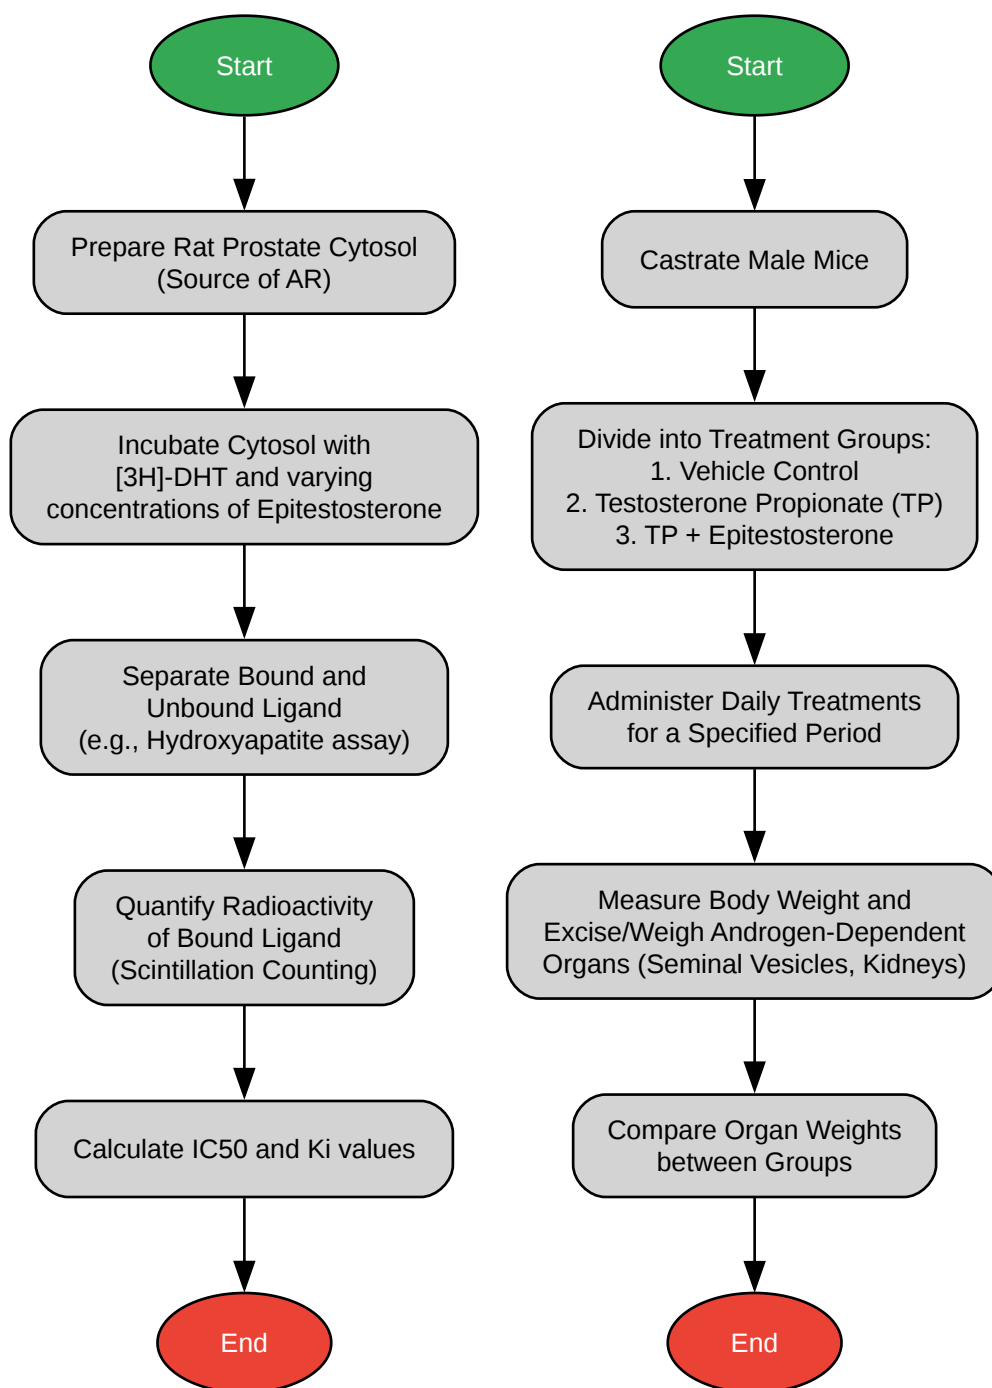 Start
Prepare Rat Prostate Cytosol
(Source of AR)
Incubate Cytosol with
[3H]-DHT and varying
concentrations of Epitestosterone
Separate Bound and
Unbound Ligand
(e.g., Hydroxyapatite assay)
Quantify Radioactivity
of Bound Ligand
(Scintillation Counting)
Calculate IC50 and Ki values
End
Start
Castrate Male Mice
Divide into Treatment Groups:
1. Vehicle Control
2. Testosterone Propionate (TP)
3. TP + Epitestosterone
Administer Daily Treatments
for a Specified Period
Measure Body Weight and
Excise/Weigh Androgen-Dependent
Organs (Seminal Vesicles, Kidneys)
Compare Organ Weights
between Groups
End